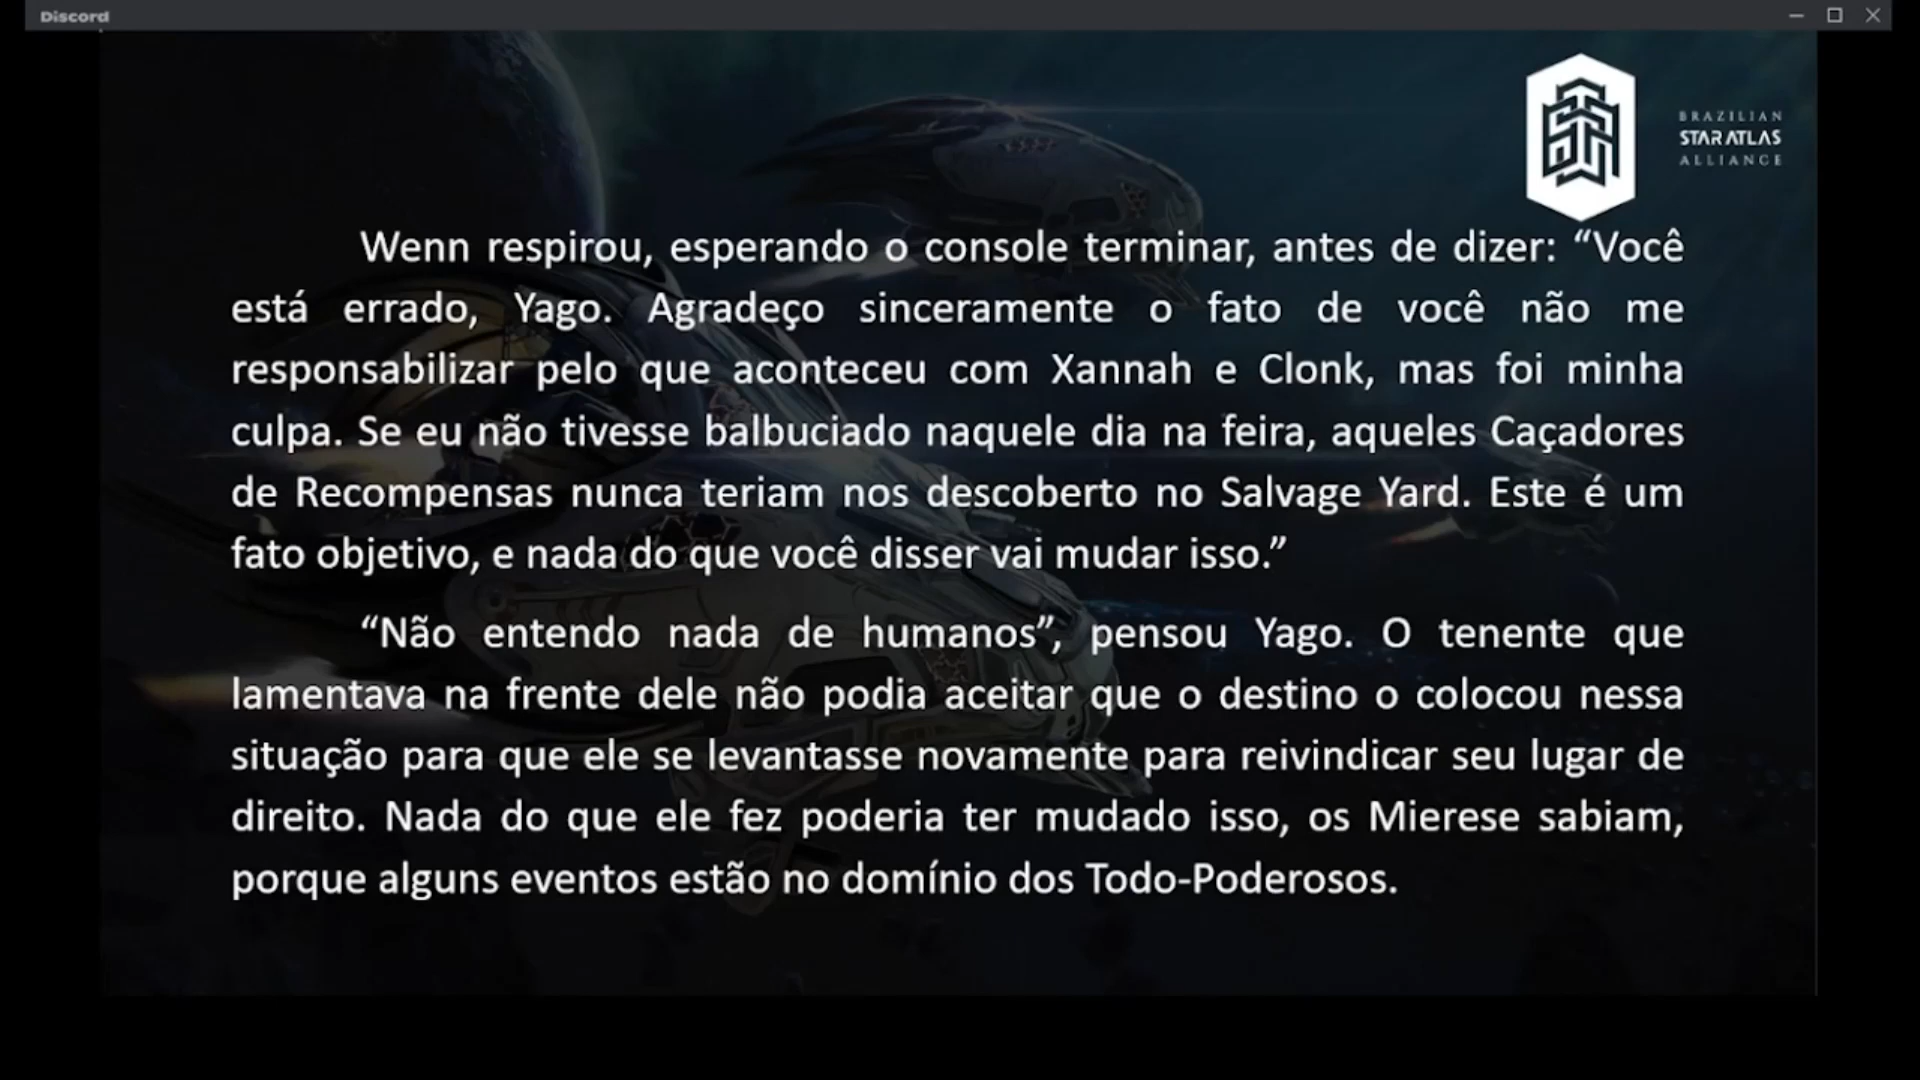 Discord
BRAZILIAN
STAR ATLAS
ALLIANCE
Wenn respirou, esperando o console terminar, antes de dizer: “Você
está errado, Yago. Agradeço sinceramente o fato de você não me
responsabilizar pelo que aconteceu com Xannah e Clonk, mas foi minha
culpa. Se eu não tivesse balbuciado naquele dia na feira, aqueles Caçadores
de Recompensas nunca teriam nos descoberto no Salvage Yard. Este é um
fato objetivo, e nada do que você disser vai mudar isso.”
“Não entendo nada de humanos”, pensou Yago. O tenente que
lamentava na frente dele não podia aceitar que o destino o colocou nessa
situação para que ele se levantasse novamente para reivindicar seu lugar de
direito. Nada do que ele fez poderia ter mudado isso, os Mierese sabiam,
porque alguns eventos estão no domínio dos Todo-Poderosos.